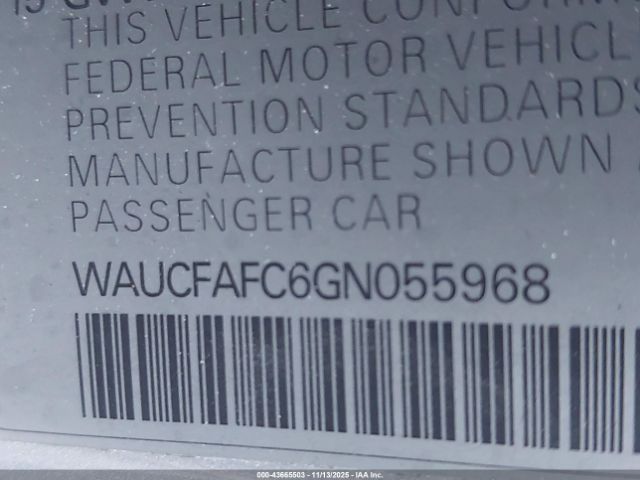 THIS VEHICLE CONFORM
FEDERAL MOTOR VEHICL
PREVENTION STANDARDS
MANUFACTURE SHOWN
PASSENGER CAR
WAUCFAFC6GN055968
000-43665503 - 11/13/2025 - IAA Inc.